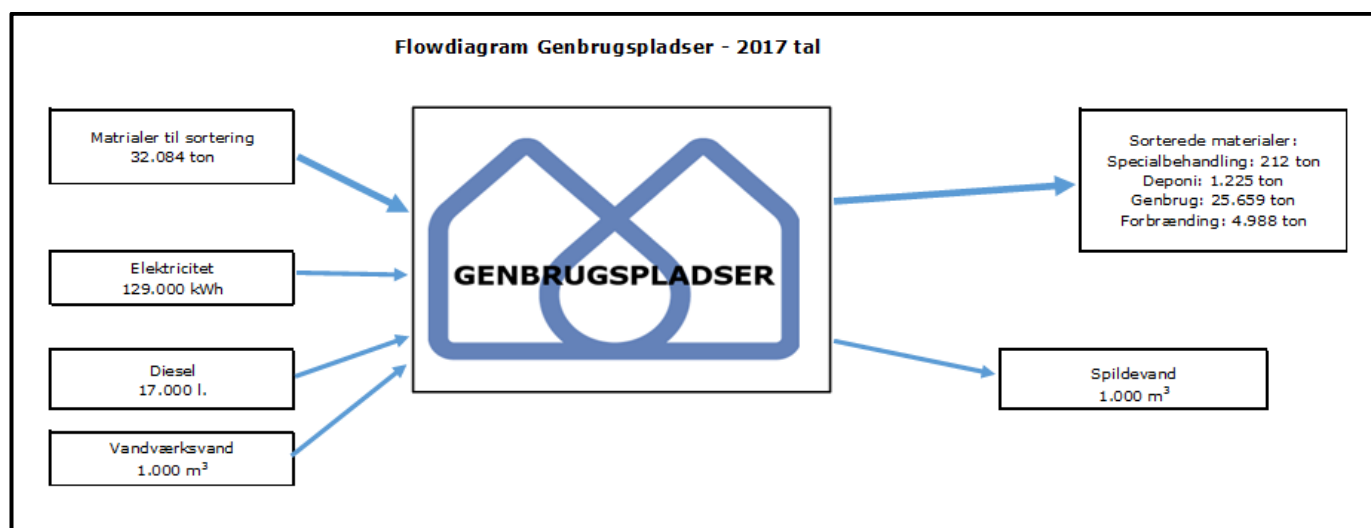 Flowdiagram Genbrugspladser - 2017 tal
Matrialer til sortering
32.084 ton
Elektricitet
129.000 kWh
Diesel
17.000 l.
Vandværksvand
1.000 m³
GENBRUGSPLADSER
Sorterede materialer:
Specialbehandling: 212 ton
Deponi: 1.225 ton
Genbrug: 25.659 ton
Forbrænding: 4.988 ton
Spildevand
1.000 m³